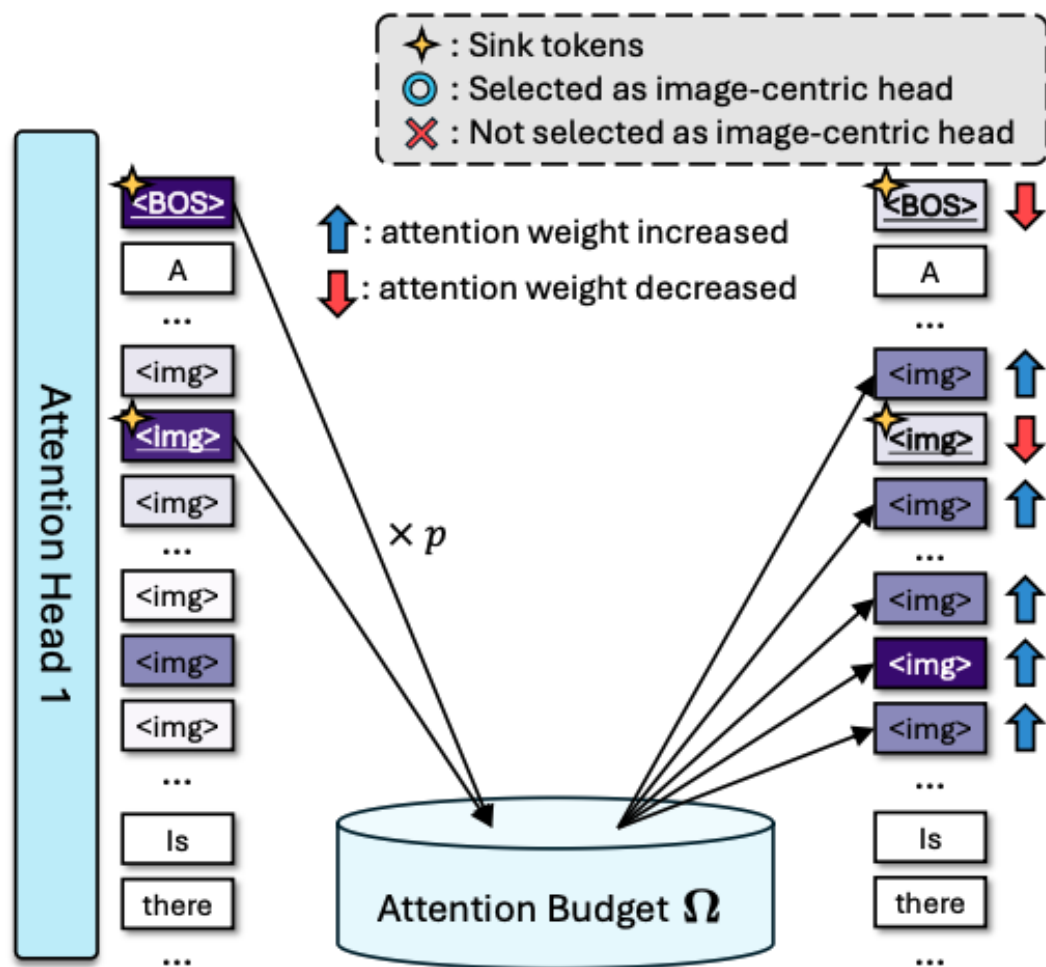 : Sink tokens
: Selected as image-centric head
: Not selected as image-centric head
: attention weight increased
: attention weight decreased
Attention Head 1
<BOS>
A
...
<img>
<img>
<img>
...
<img>
<img>
<img>
...
Is
there
...
× p
Attention Budget Ω
<BOS>
A
...
<img>
<img>
<img>
...
<img>
<img>
<img>
...
Is
there
...